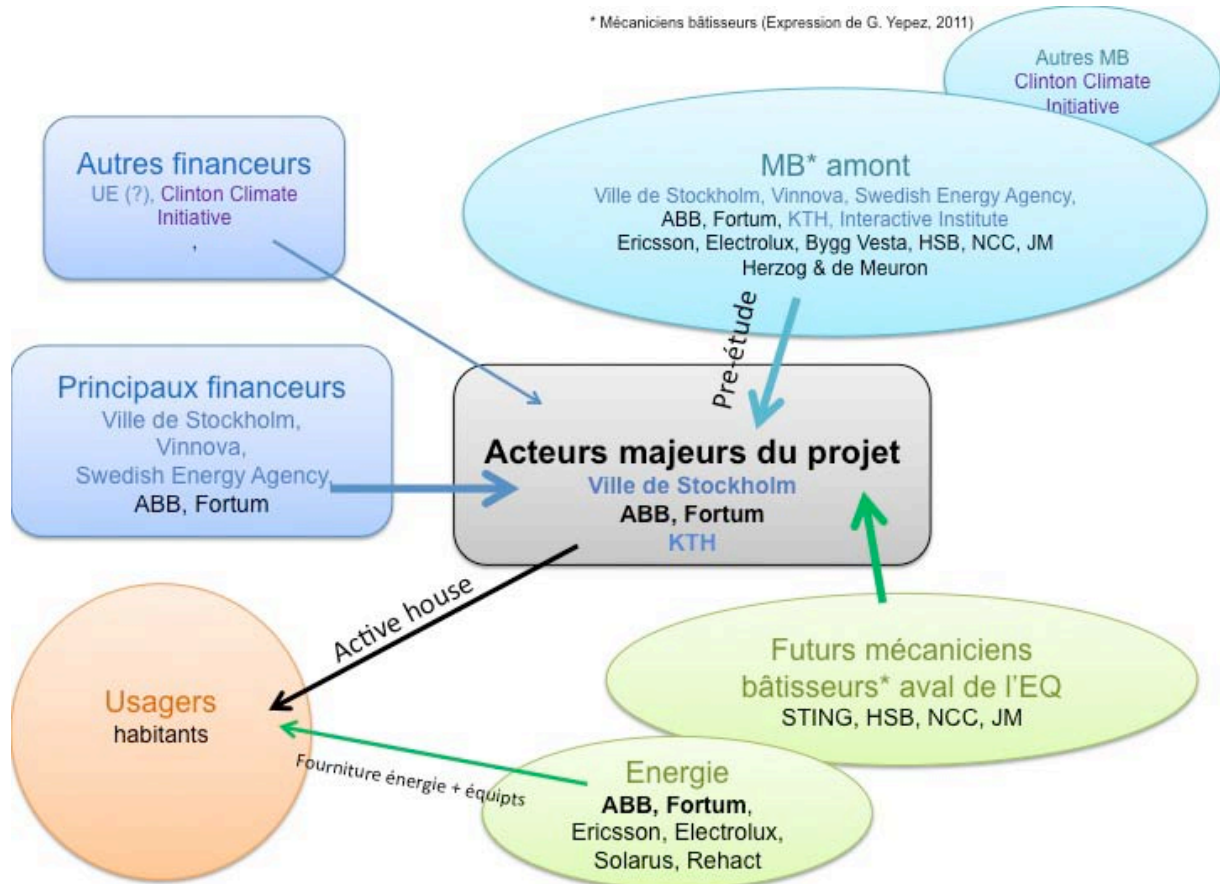 * Mécaniciens bâtisseurs (Expression de G. Yepez, 2011)
Autres MB
Clinton Climate
Initiative
Autres financeurs
UE (?), Clinton Climate
Initiative
,
MB* amont
Ville de Stockholm, Vinnova, Swedish Energy Agency,
ABB, Fortum, KTH, Interactive Institute
Ericsson, Electrolux, Bygg Vesta, HSB, NCC, JM
Herzog & de Meuron
Pre-étude
Principaux financeurs
Ville de Stockholm,
Vinnova,
Swedish Energy Agency,
ABB, Fortum
Acteurs majeurs du projet
Ville de Stockholm
ABB, Fortum
KTH
Active house
Usagers
habitants
Fourniture énergie + équipts
Futurs mécaniciens
bâtisseurs* aval de l'EQ
STING, HSB, NCC, JM
Energie
ABB, Fortum,
Ericsson, Electrolux,
Solarus, Rehact